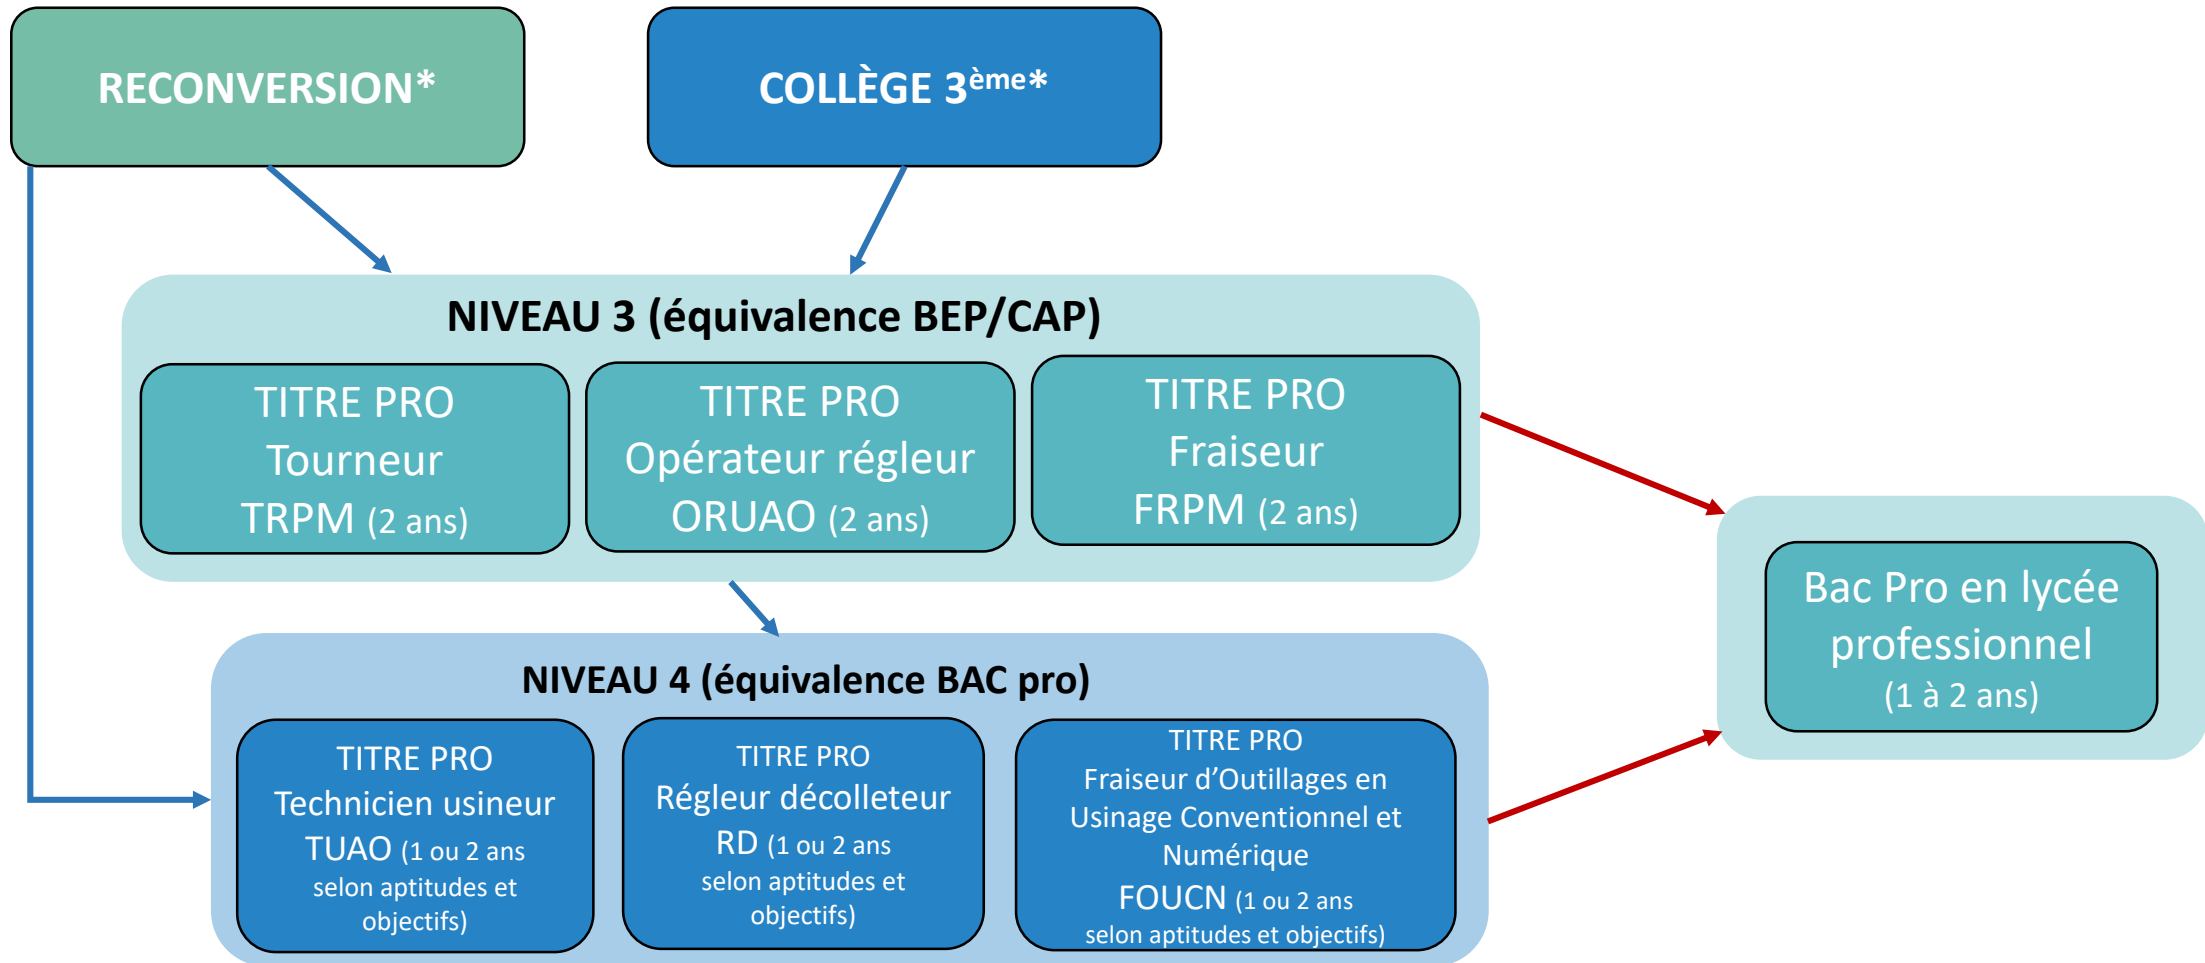 RECONVERSION*
COLLÈGE 3ème*
NIVEAU 3 (équivalence BEP/CAP)
TITRE PRO
Tourneur
TRPM (2 ans)
TITRE PRO
Opérateur régleur
ORUAO (2 ans)
TITRE PRO
Fraiseur
FRPM (2 ans)
Bac Pro en lycée
professionnel
(1 à 2 ans)
NIVEAU 4 (équivalence BAC pro)
TITRE PRO
Technicien usineur
TUAO (1 ou 2 ans
selon aptitudes et
objectifs)
TITRE PRO
Régleur décolleteur
RD (1 ou 2 ans
selon aptitudes et
objectifs)
TITRE PRO
Fraiseur d’Outillages en
Usinage Conventionnel et
Numérique
FOUCN (1 ou 2 ans
selon aptitudes et objectifs)